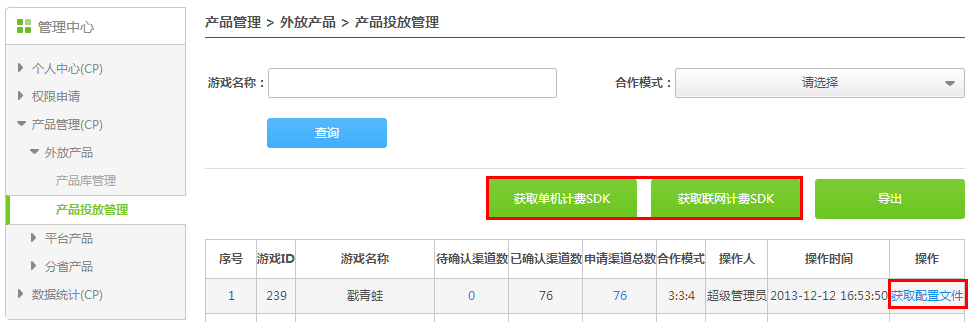 管理中心
个人中心(CP)
权限申请
产品管理(CP)
外放产品
产品库管理
产品投放管理
平台产品
分省产品
数据统计(CP)
产品管理 > 外放产品 > 产品投放管理
游戏名称： 合作模式： 请选择
查询
获取单机计费SDK 获取联网计费SDK 导出
序号 游戏ID 游戏名称 待确认渠道数 已确认渠道数 申请渠道总数 合作模式 操作人 操作时间 操作
1 239 戳青蛙 0 76 76 3:3:4 超级管理员 2013-12-12 16:53:50 获取配置文件